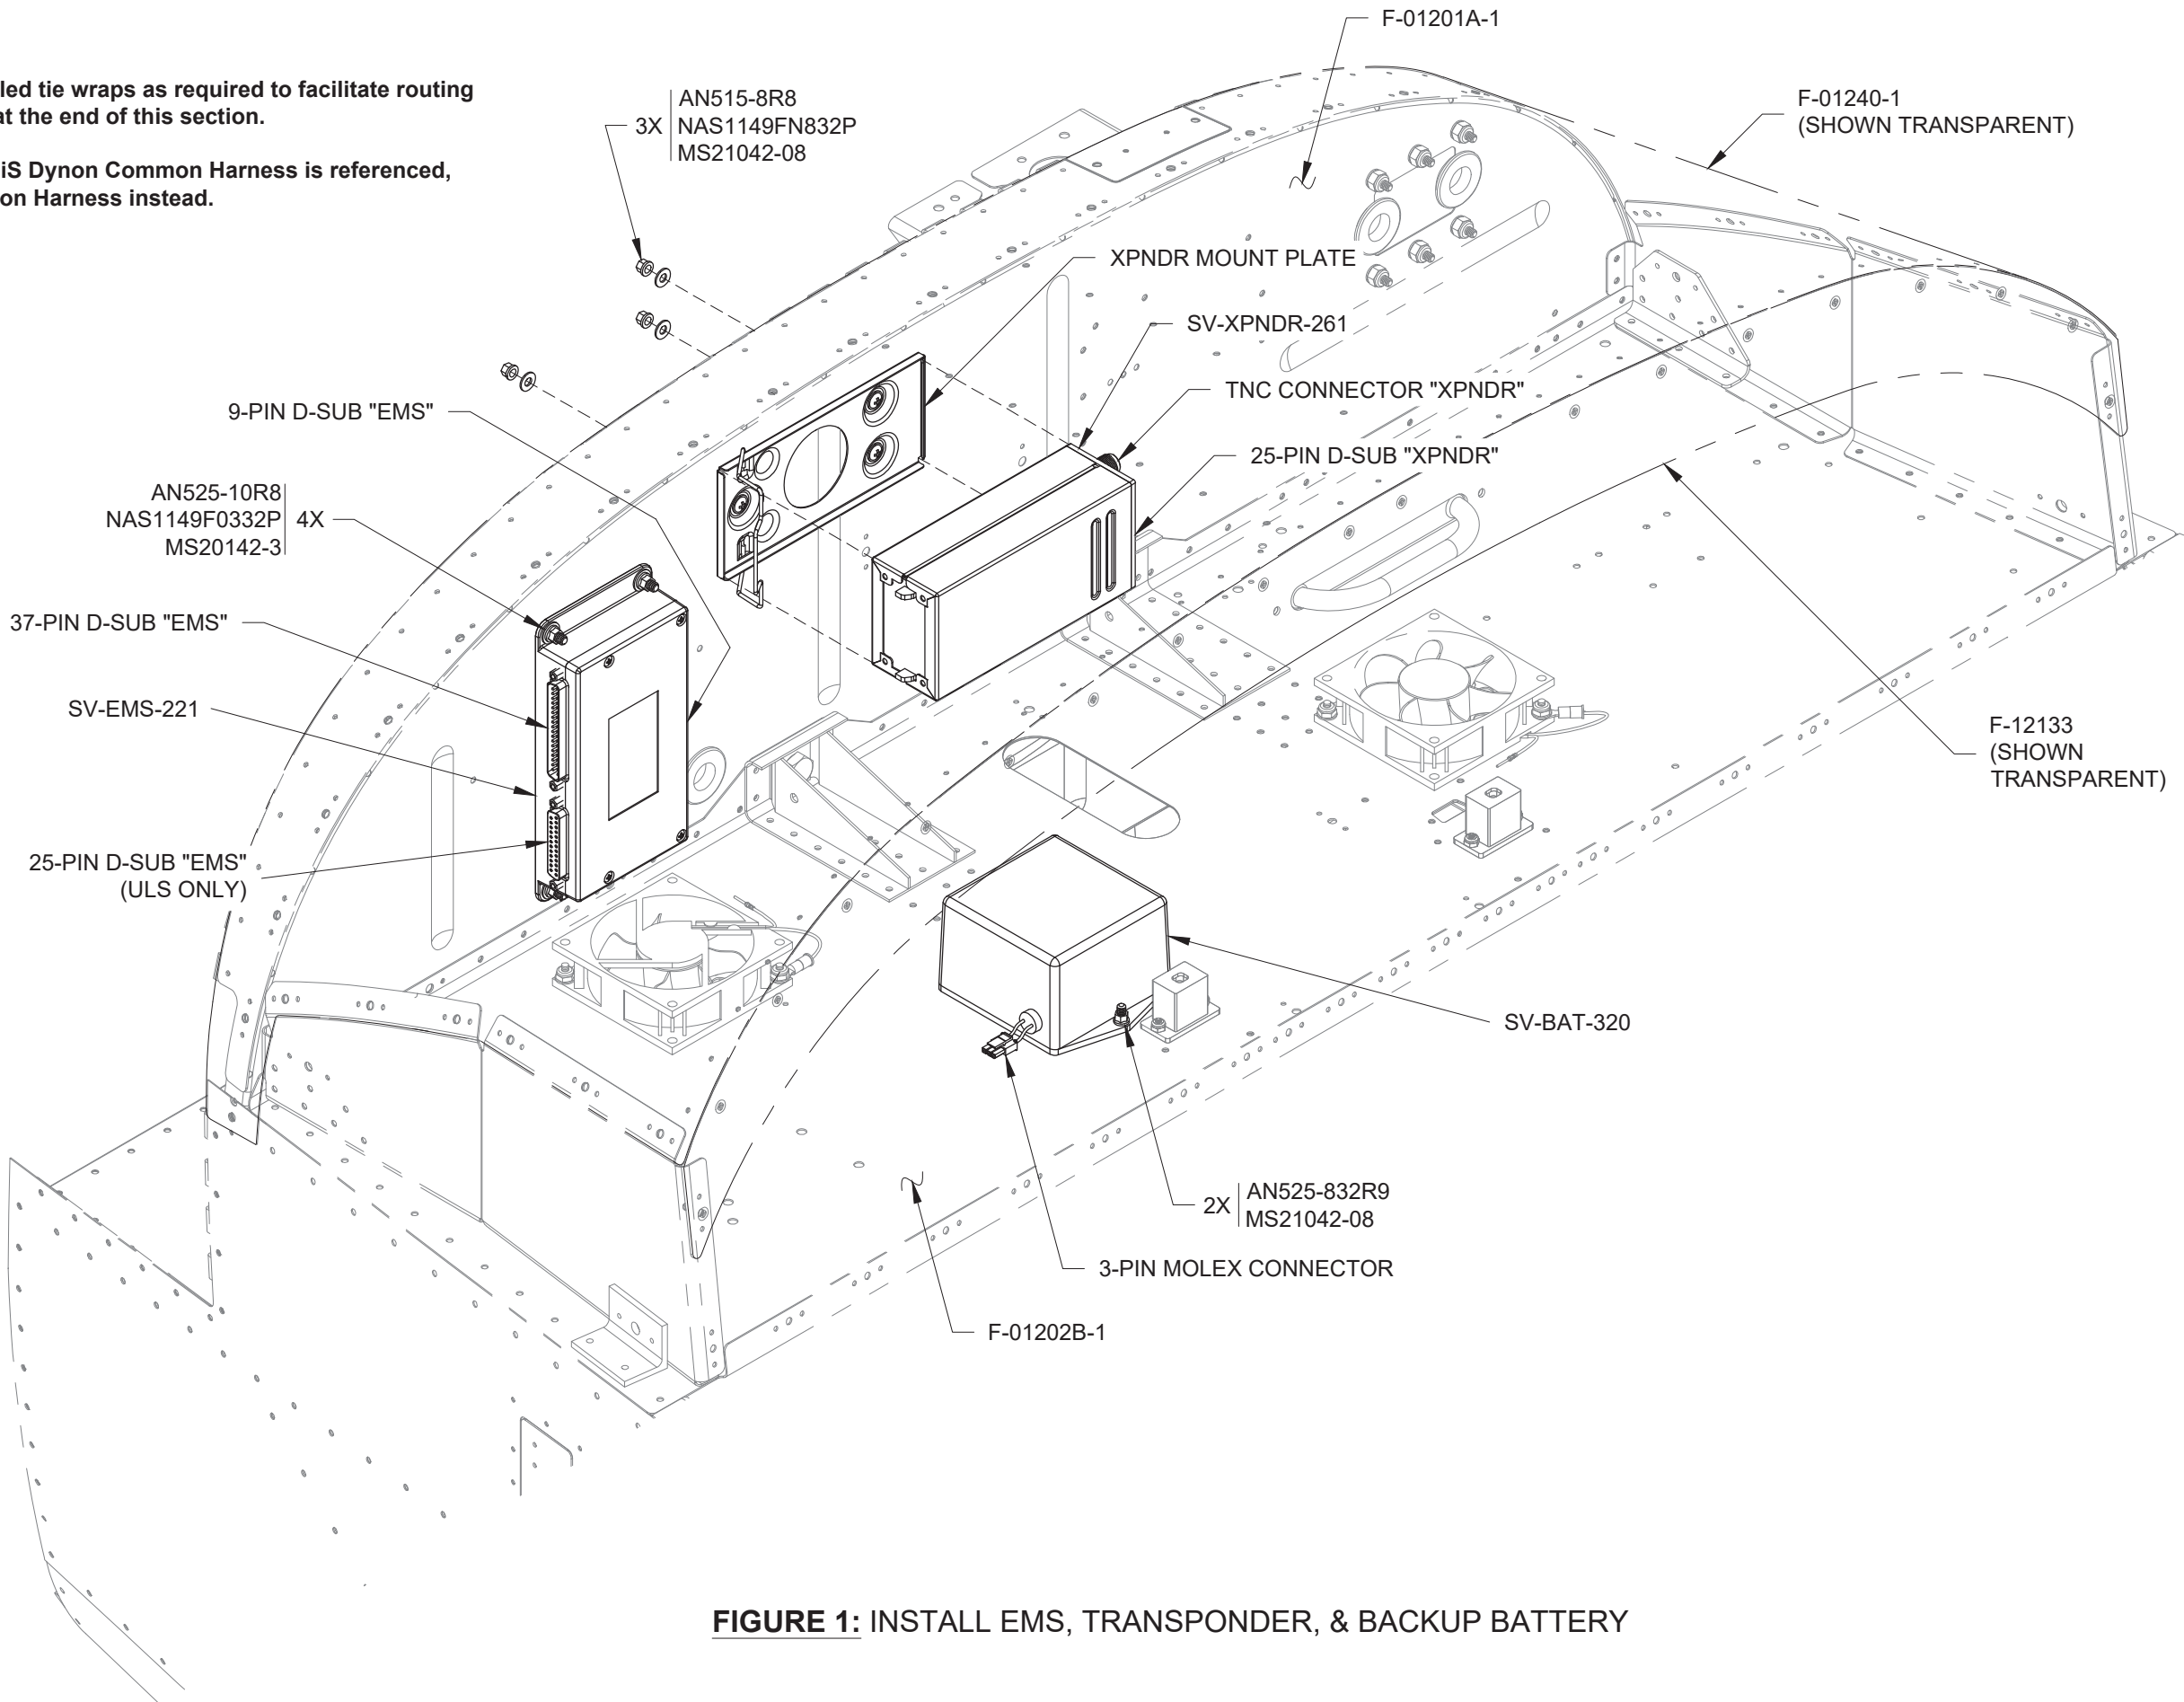 led tie wraps as required to facilitate routing
at the end of this section.
iS Dynon Common Harness is referenced,
on Harness instead.
F-01201A-1
F-01240-1
(SHOWN TRANSPARENT)
3X
AN515-8R8
NAS1149FN832P
MS21042-08
XPNDR MOUNT PLATE
SV-XPNDR-261
TNC CONNECTOR "XPNDR"
25-PIN D-SUB "XPNDR"
9-PIN D-SUB "EMS"
AN525-10R8
NAS1149F0332P
MS20142-3
4X
37-PIN D-SUB "EMS"
SV-EMS-221
25-PIN D-SUB "EMS"
(ULS ONLY)
F-12133
(SHOWN
TRANSPARENT)
SV-BAT-320
2X
AN525-832R9
MS21042-08
3-PIN MOLEX CONNECTOR
F-01202B-1
FIGURE 1: INSTALL EMS, TRANSPONDER, & BACKUP BATTERY